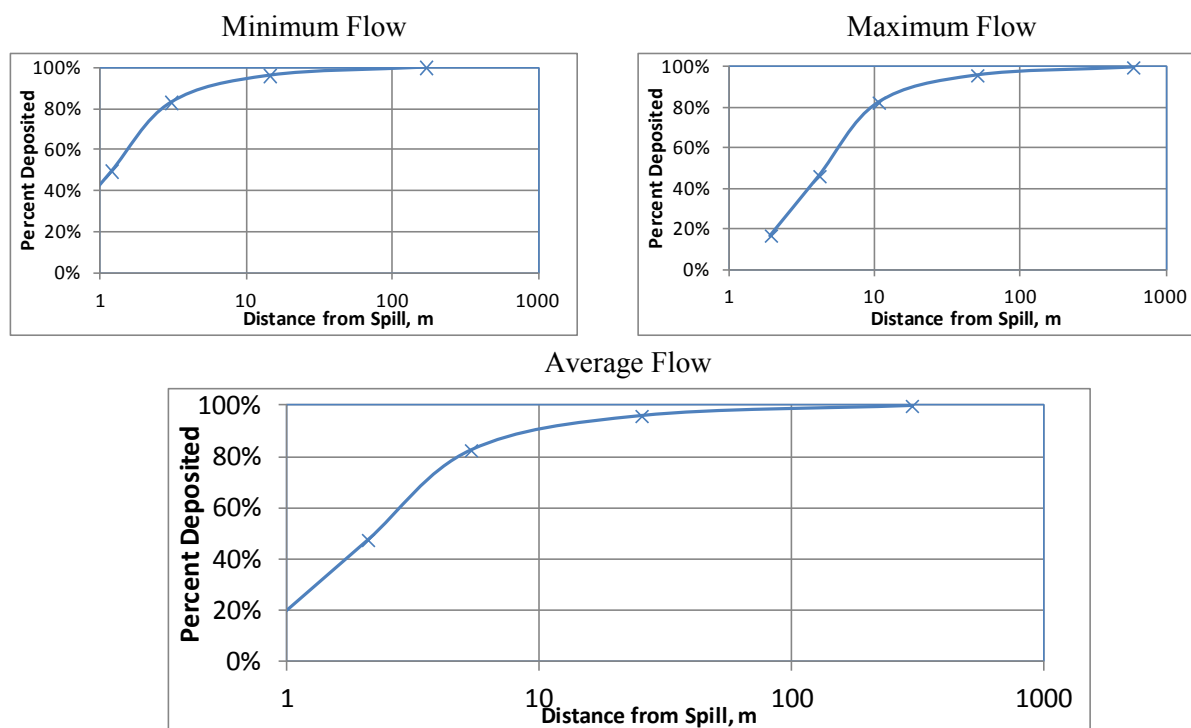 Minimum Flow
Percent Deposited
100%
80%
60%
40%
20%
0%
1 10 100 1000
Distance from Spill, m
Maximum Flow
Percent Deposited
100%
80%
60%
40%
20%
0%
1 10 100 1000
Distance from Spill, m
Average Flow
Percent Deposited
100%
80%
60%
40%
20%
0%
1 10 100 1000
Distance from Spill, m